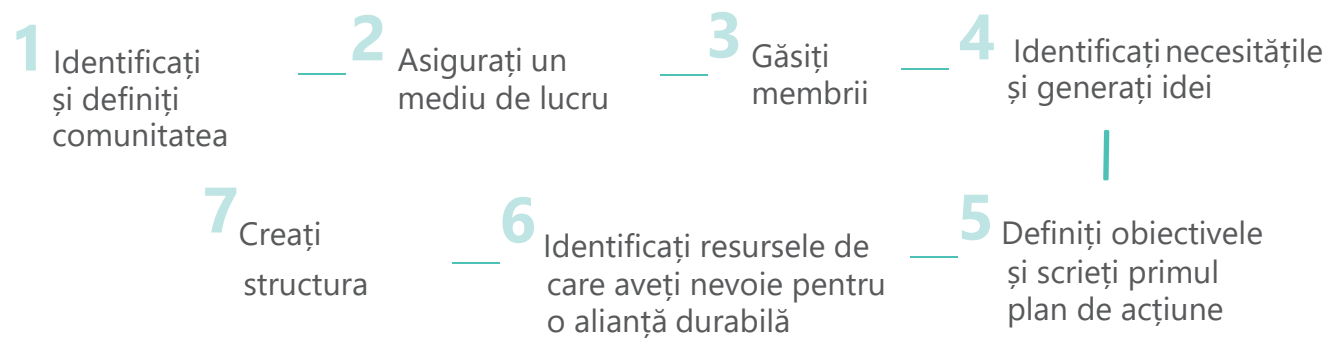 1 Identificați
și definiți
comunitatea
2 Asigurați un
mediu de lucru
3 Găsiți
membrii
4 Identificați necesitățile
și generați idei
5 Definiți obiectivele
și scrieți primul
plan de acțiune
6 Identificați resursele de
care aveți nevoie pentru
o alianță durabilă
7 Creați
structura